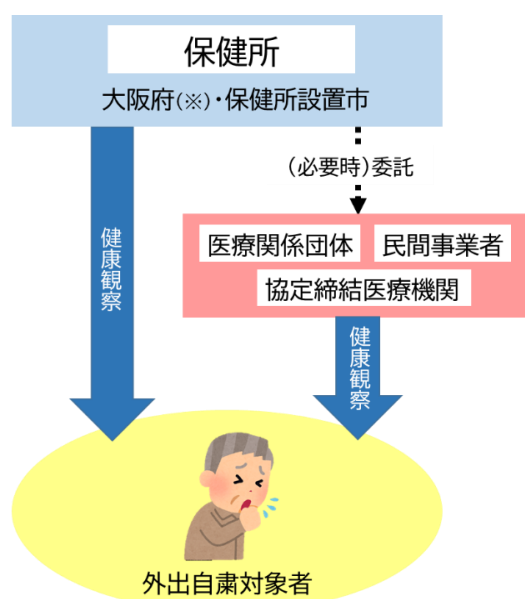 保健所
大阪府(※)・保健所設置市
(必要時)委託
医療関係団体 民間事業者
協定締結医療機関
健康観察
健康観察
外出自粛対象者